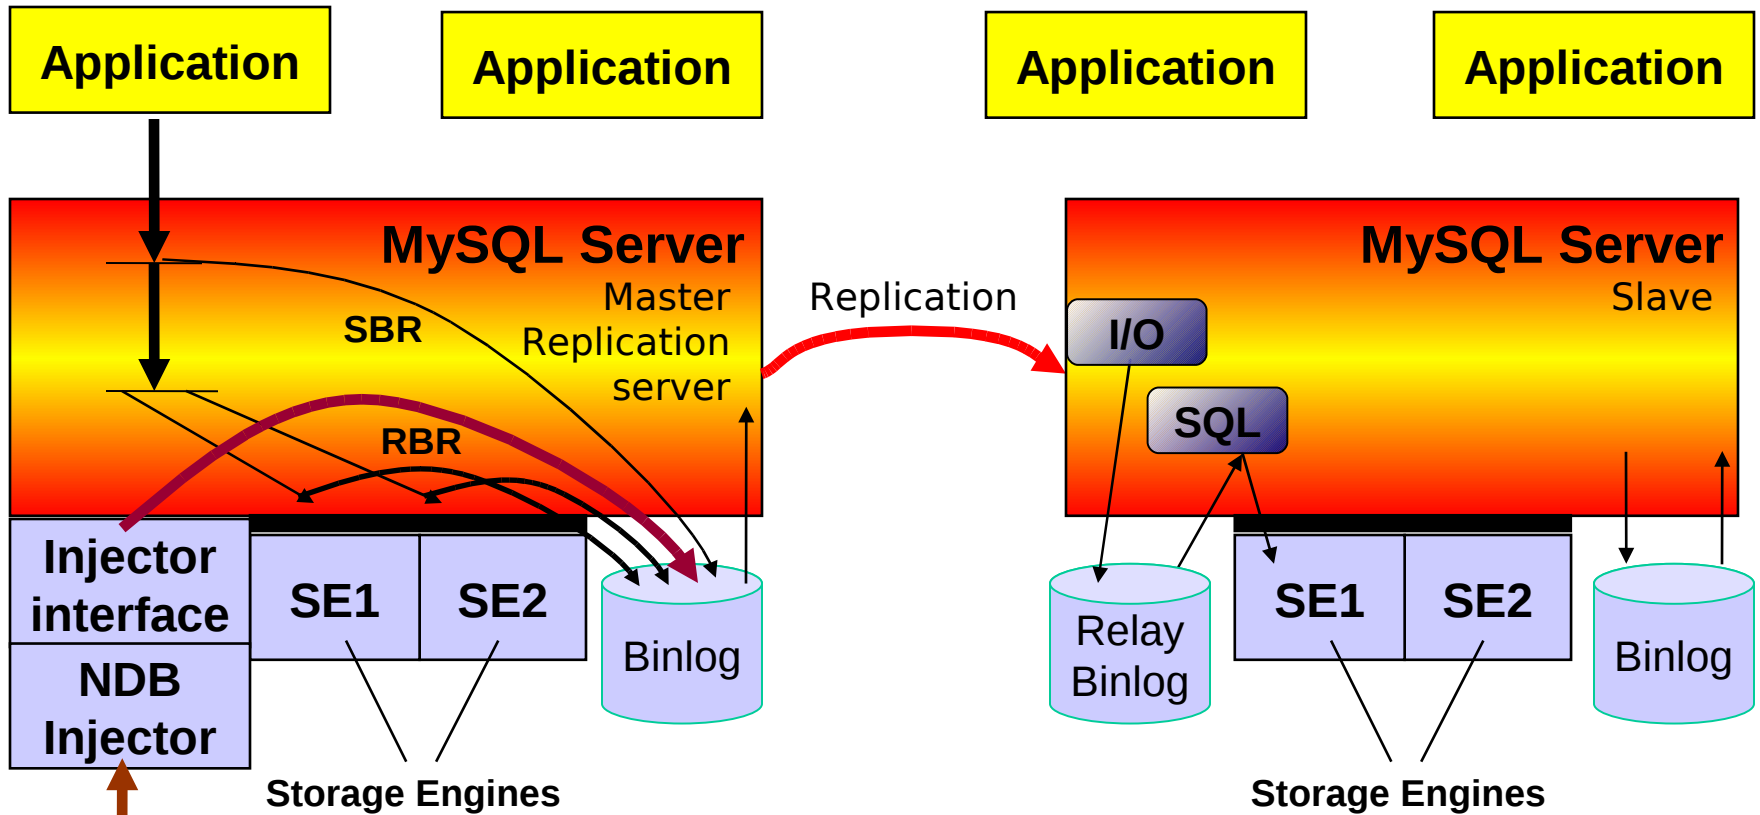 Application
Application
Application
Application
MySQL Server
Master
Replication
server
SBR
RBR
Replication
MySQL Server
Slave
I/O
SQL
Injector
interface
NDB
Injector
SE1
SE2
Binlog
Storage Engines
Relay
Binlog
SE1
SE2
Binlog
Storage Engines